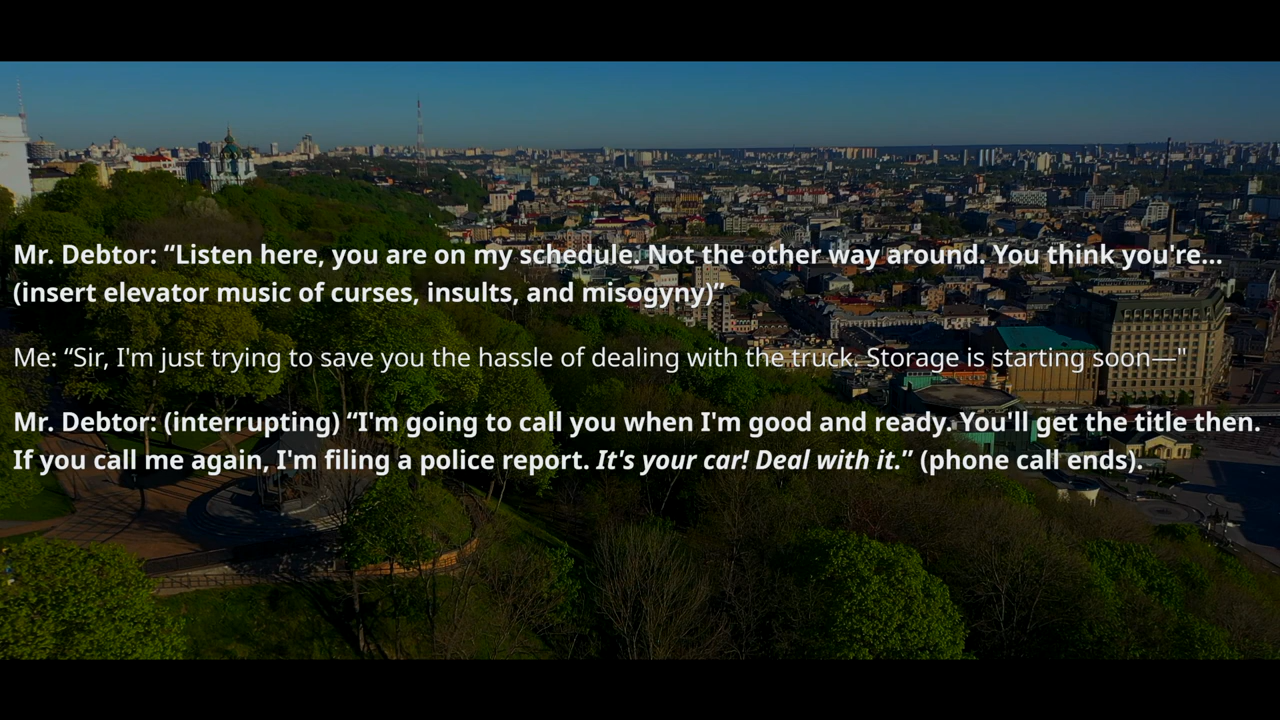 Mr. Debtor: “Listen here, you are on my schedule. Not the other way around. You think you're...
(insert elevator music of curses, insults, and misogyny)”
Me: “Sir, I'm just trying to save you the hassle of dealing with the truck. Storage is starting soon—"
Mr. Debtor: (interrupting) “I'm going to call you when I'm good and ready. You'll get the title then.
If you call me again, I'm filing a police report. It's your car! Deal with it.” (phone call ends).